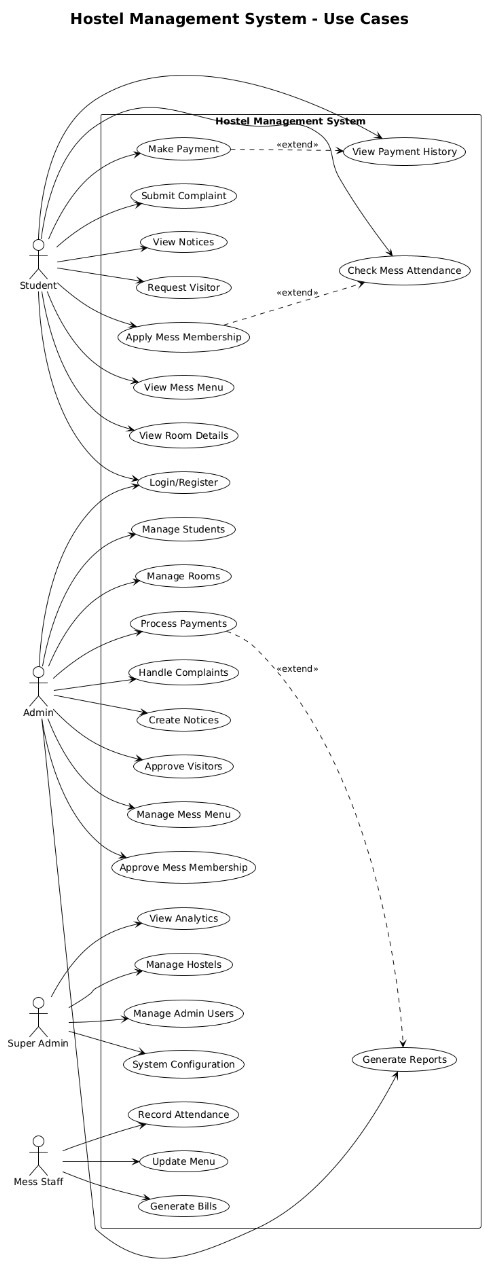 Hostel Management System - Use Cases
Hostel Management System
Make Payment
«extend»
View Payment History
Submit Complaint
View Notices
Student
Check Mess Attendance
Request Visitor
«extend»
Apply Mess Membership
View Mess Menu
View Room Details
Login/Register
Manage Students
Manage Rooms
Process Payments
«extend»
Handle Complaints
Admin
Create Notices
Approve Visitors
Manage Mess Menu
Approve Mess Membership
View Analytics
Manage Hostels
Manage Admin Users
Super Admin
System Configuration
Generate Reports
Record Attendance
Update Menu
Mess Staff
Generate Bills